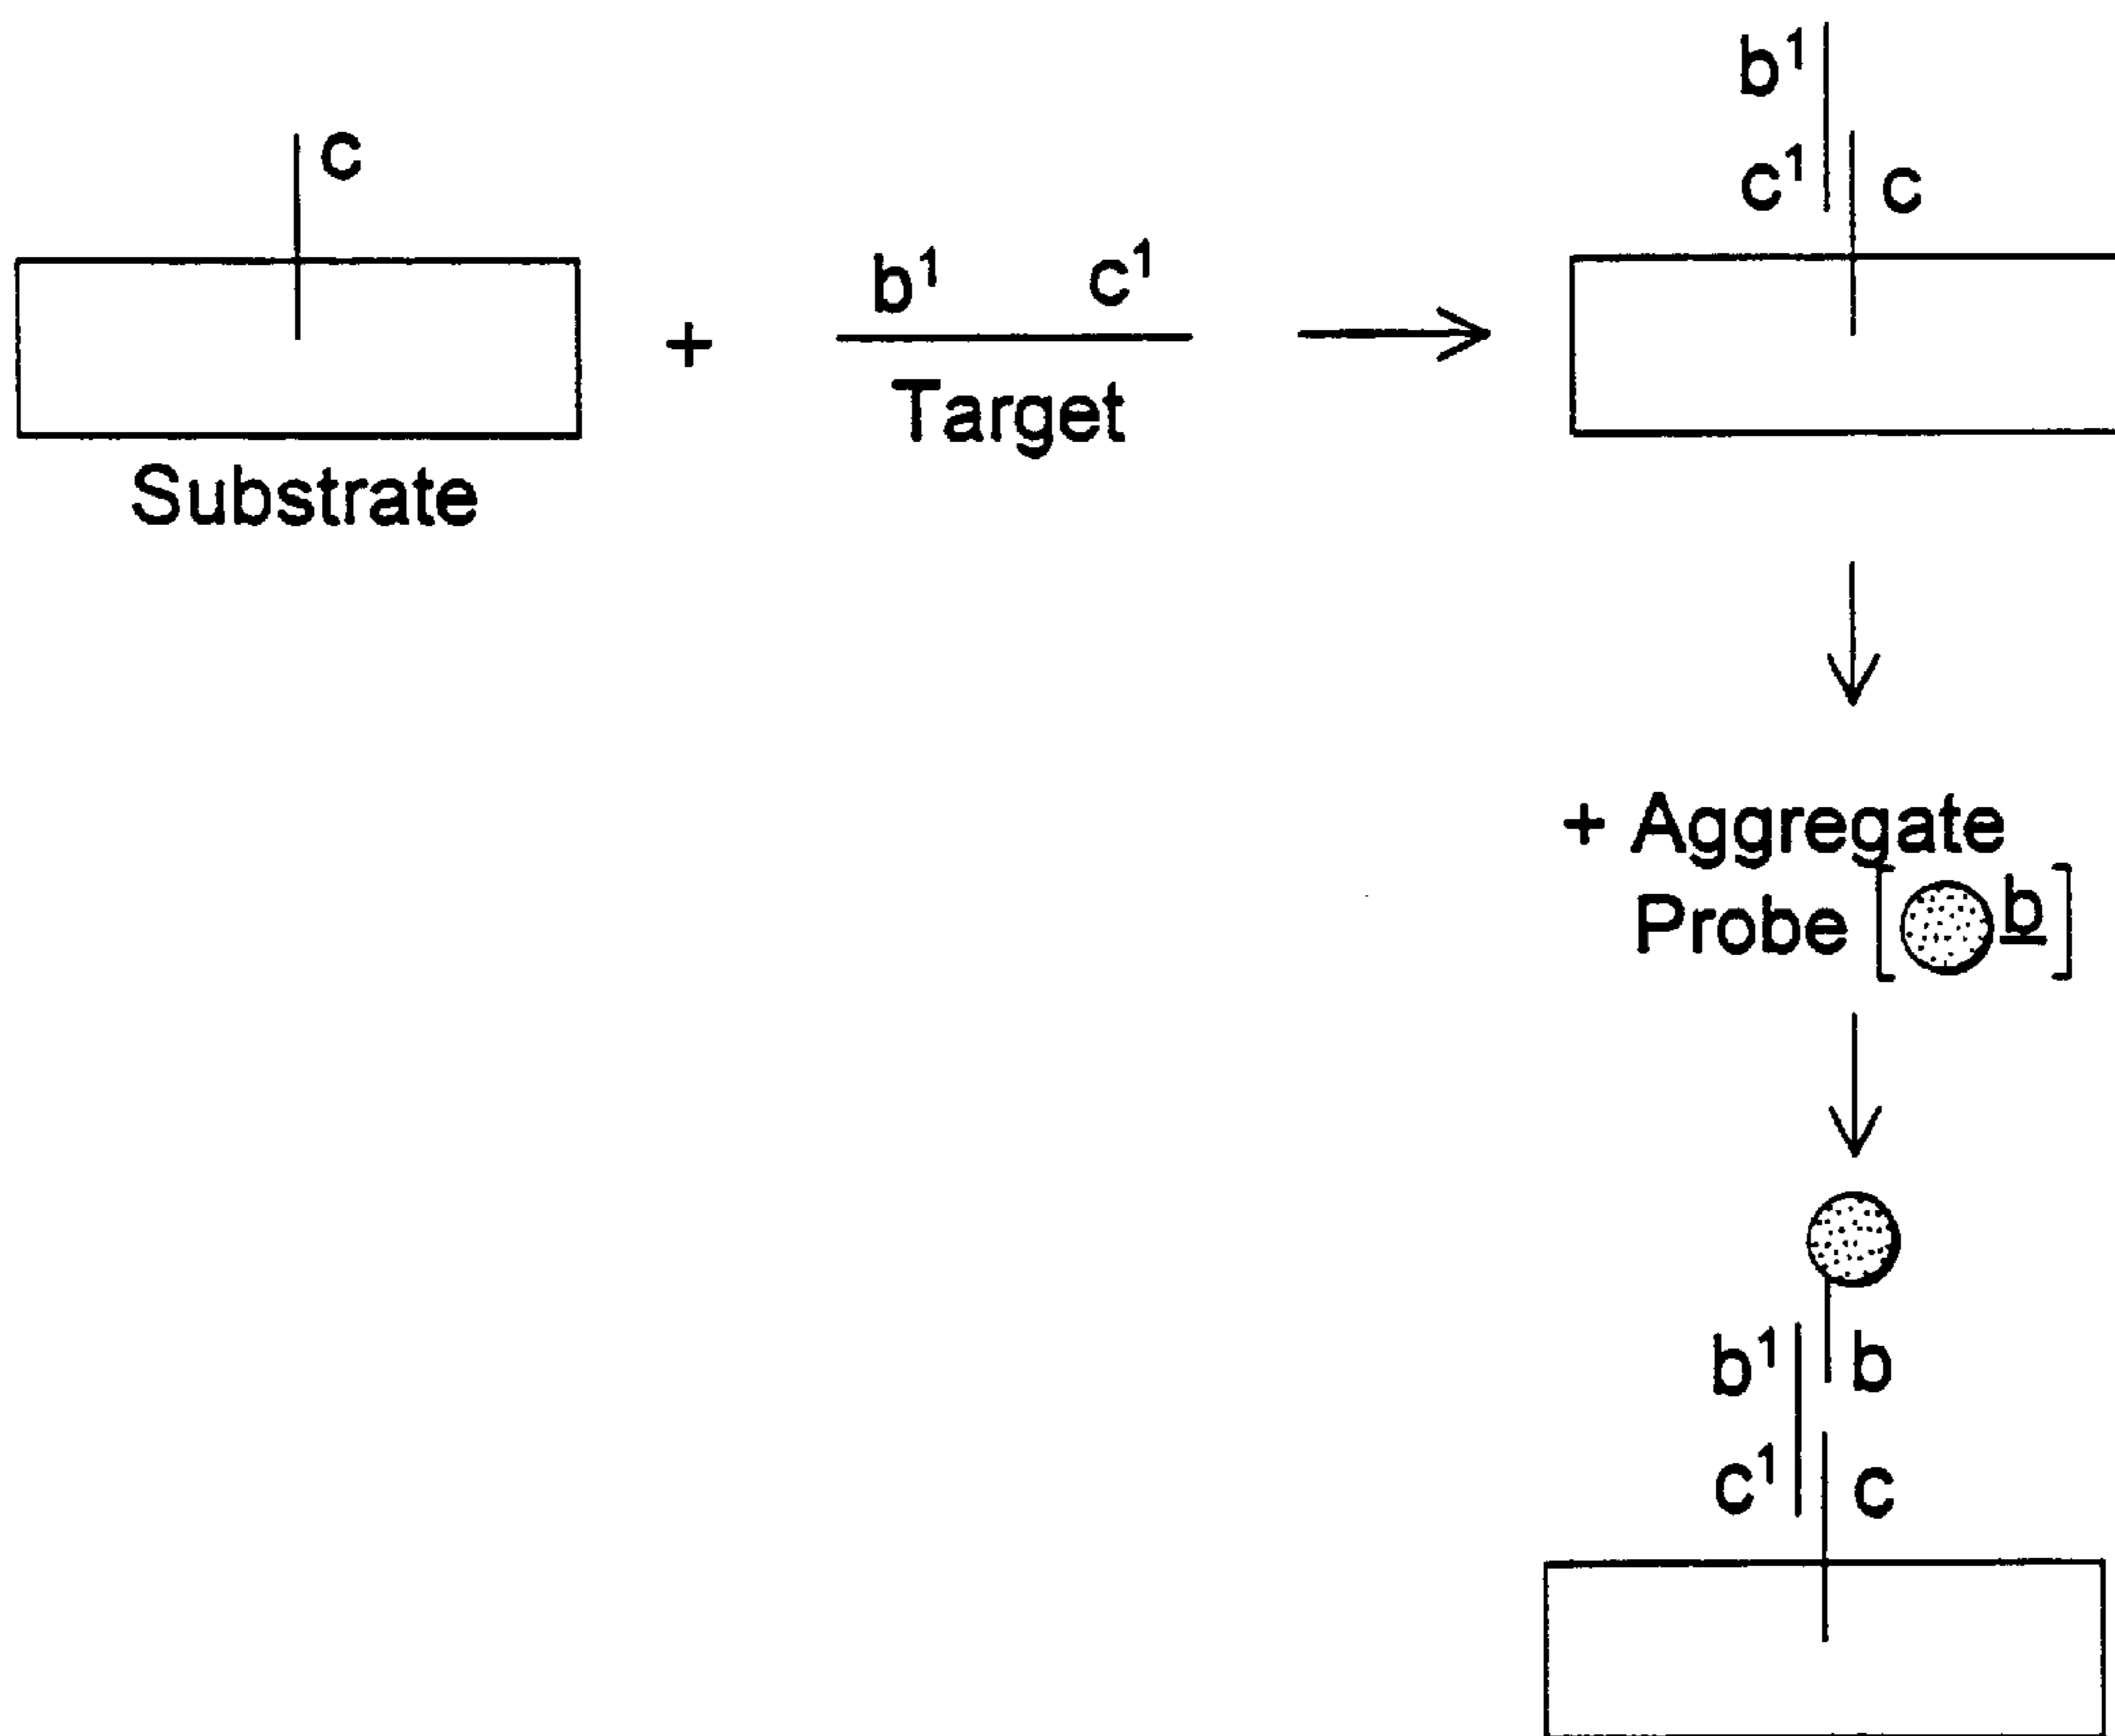 c
+
b¹ c¹
Target
Substrate
b¹
c¹ c
+ Aggregate
Probe [ b ]
b¹ b
c¹ c